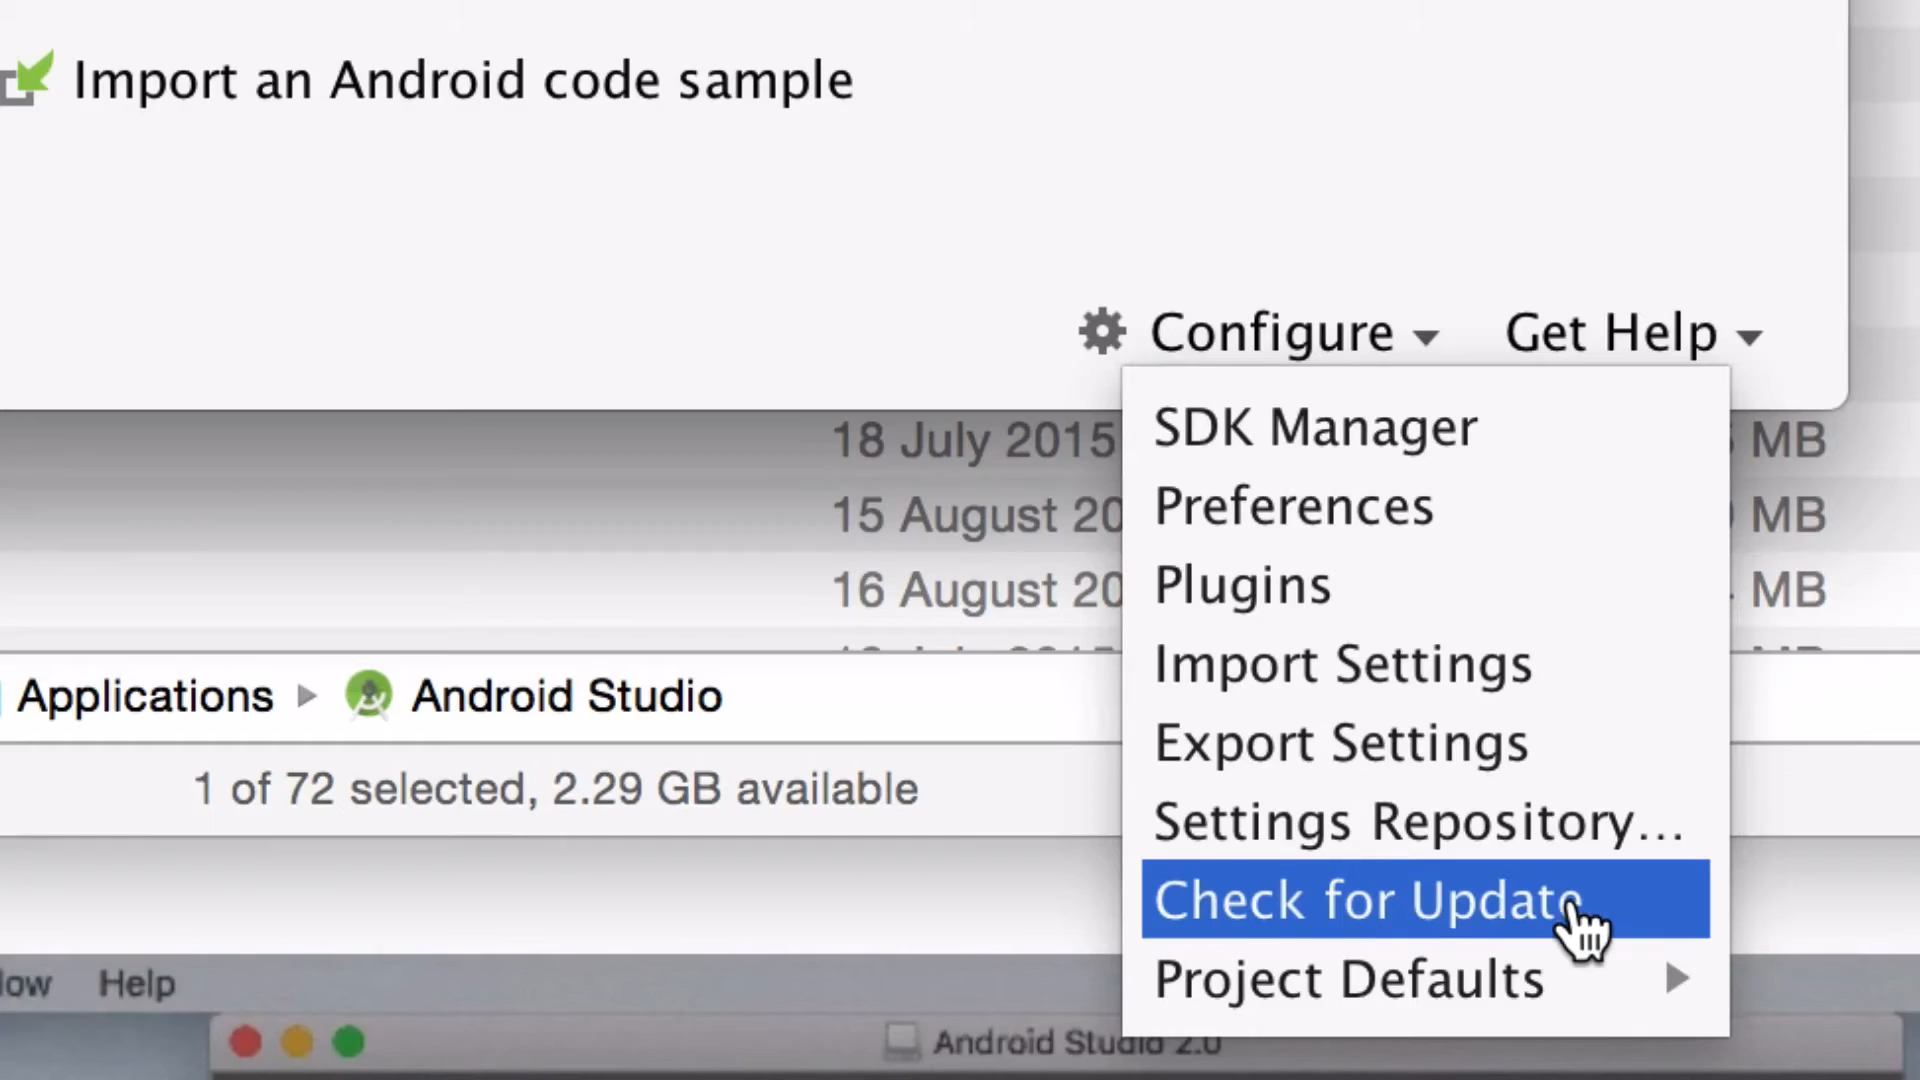 Import an Android code sample
Configure Get Help
SDK Manager
18 July 2015 MB
Preferences
15 August MB
Plugins
16 August MB
Import Settings
Applications Android Studio
Export Settings
1 of 72 selected, 2.29 GB available
Settings Repository...
Check for Update
Help
Project Defaults
Android Studio 2.0